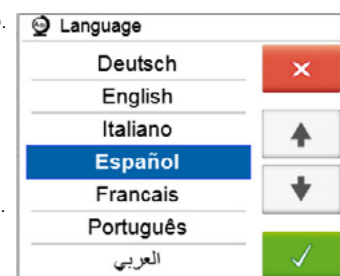 Language
Deutsch
English
Italiano
Español
Francais
Português
العربي